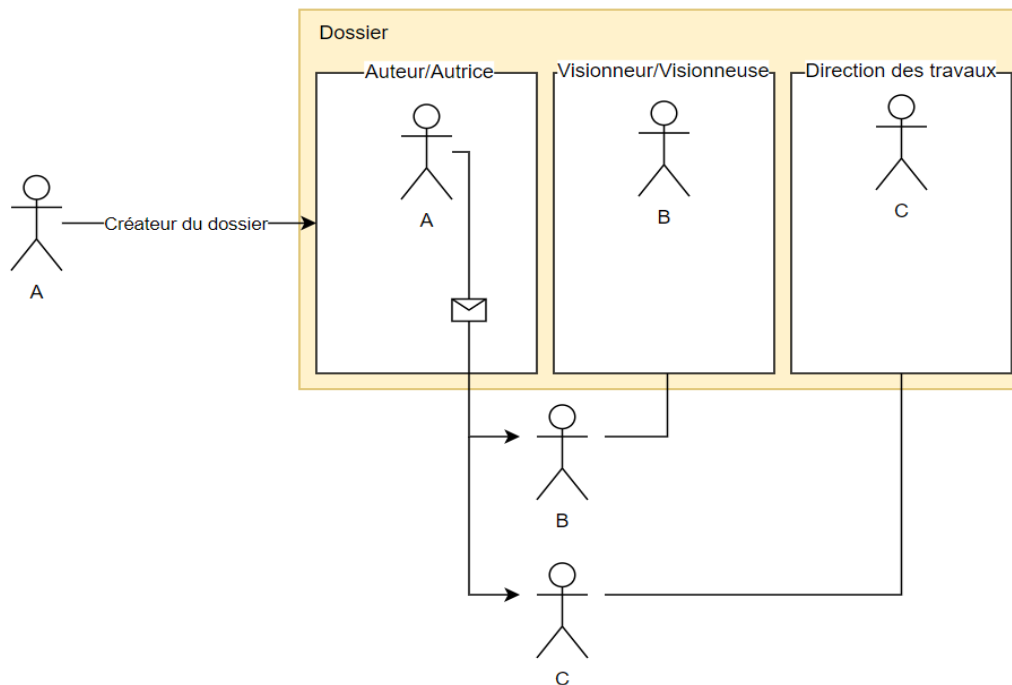 Dossier
Auteur/Autrice
Visionneur/Visionneuse
Direction des travaux
A
B
C
Créateur du dossier
A
B
C